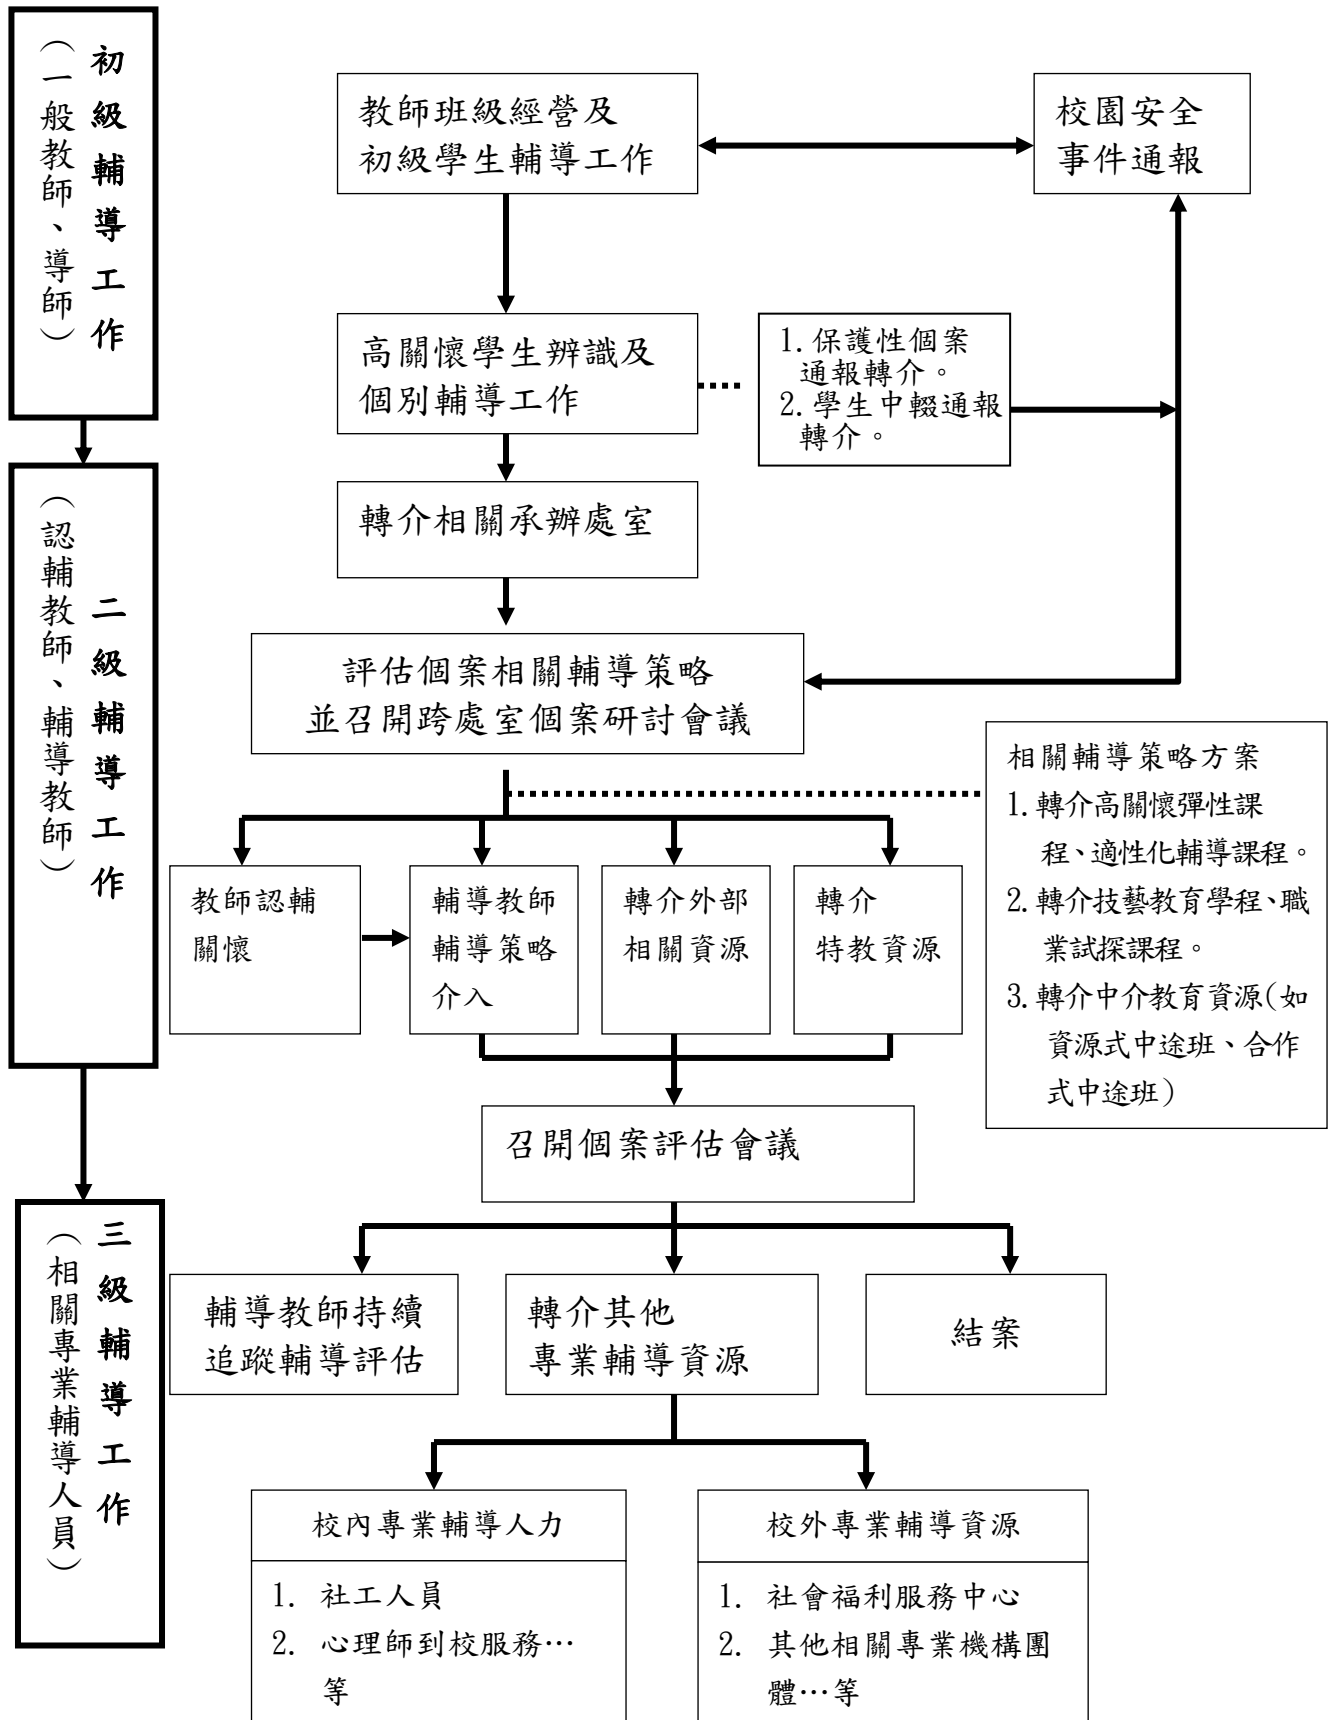 初級輔導工作
（一般教師、導師）
教師班級經營及
初級學生輔導工作
校園安全
事件通報
高關懷學生辨識及
個別輔導工作
1.保護性個案
通報轉介。
2.學生中輟通報
轉介。
二級輔導工作
（認輔教師、輔導教師）
轉介相關承辦處室
評估個案相關輔導策略
並召開跨處室個案研討會議
相關輔導策略方案
1.轉介高關懷彈性課
程、適性化輔導課程。
2.轉介技藝教育學程、職
業試探課程。
3.轉介中介教育資源(如
資源式中途班、合作
式中途班)
教師認輔
關懷
輔導教師
輔導策略
介入
轉介外部
相關資源
轉介
特教資源
召開個案評估會議
三級輔導工作
（相關專業輔導人員）
輔導教師持續
追蹤輔導評估
轉介其他
專業輔導資源
結案
校內專業輔導人力
1. 社工人員
2. 心理師到校服務…
等
校外專業輔導資源
1. 社會福利服務中心
2. 其他相關專業機構團
體…等